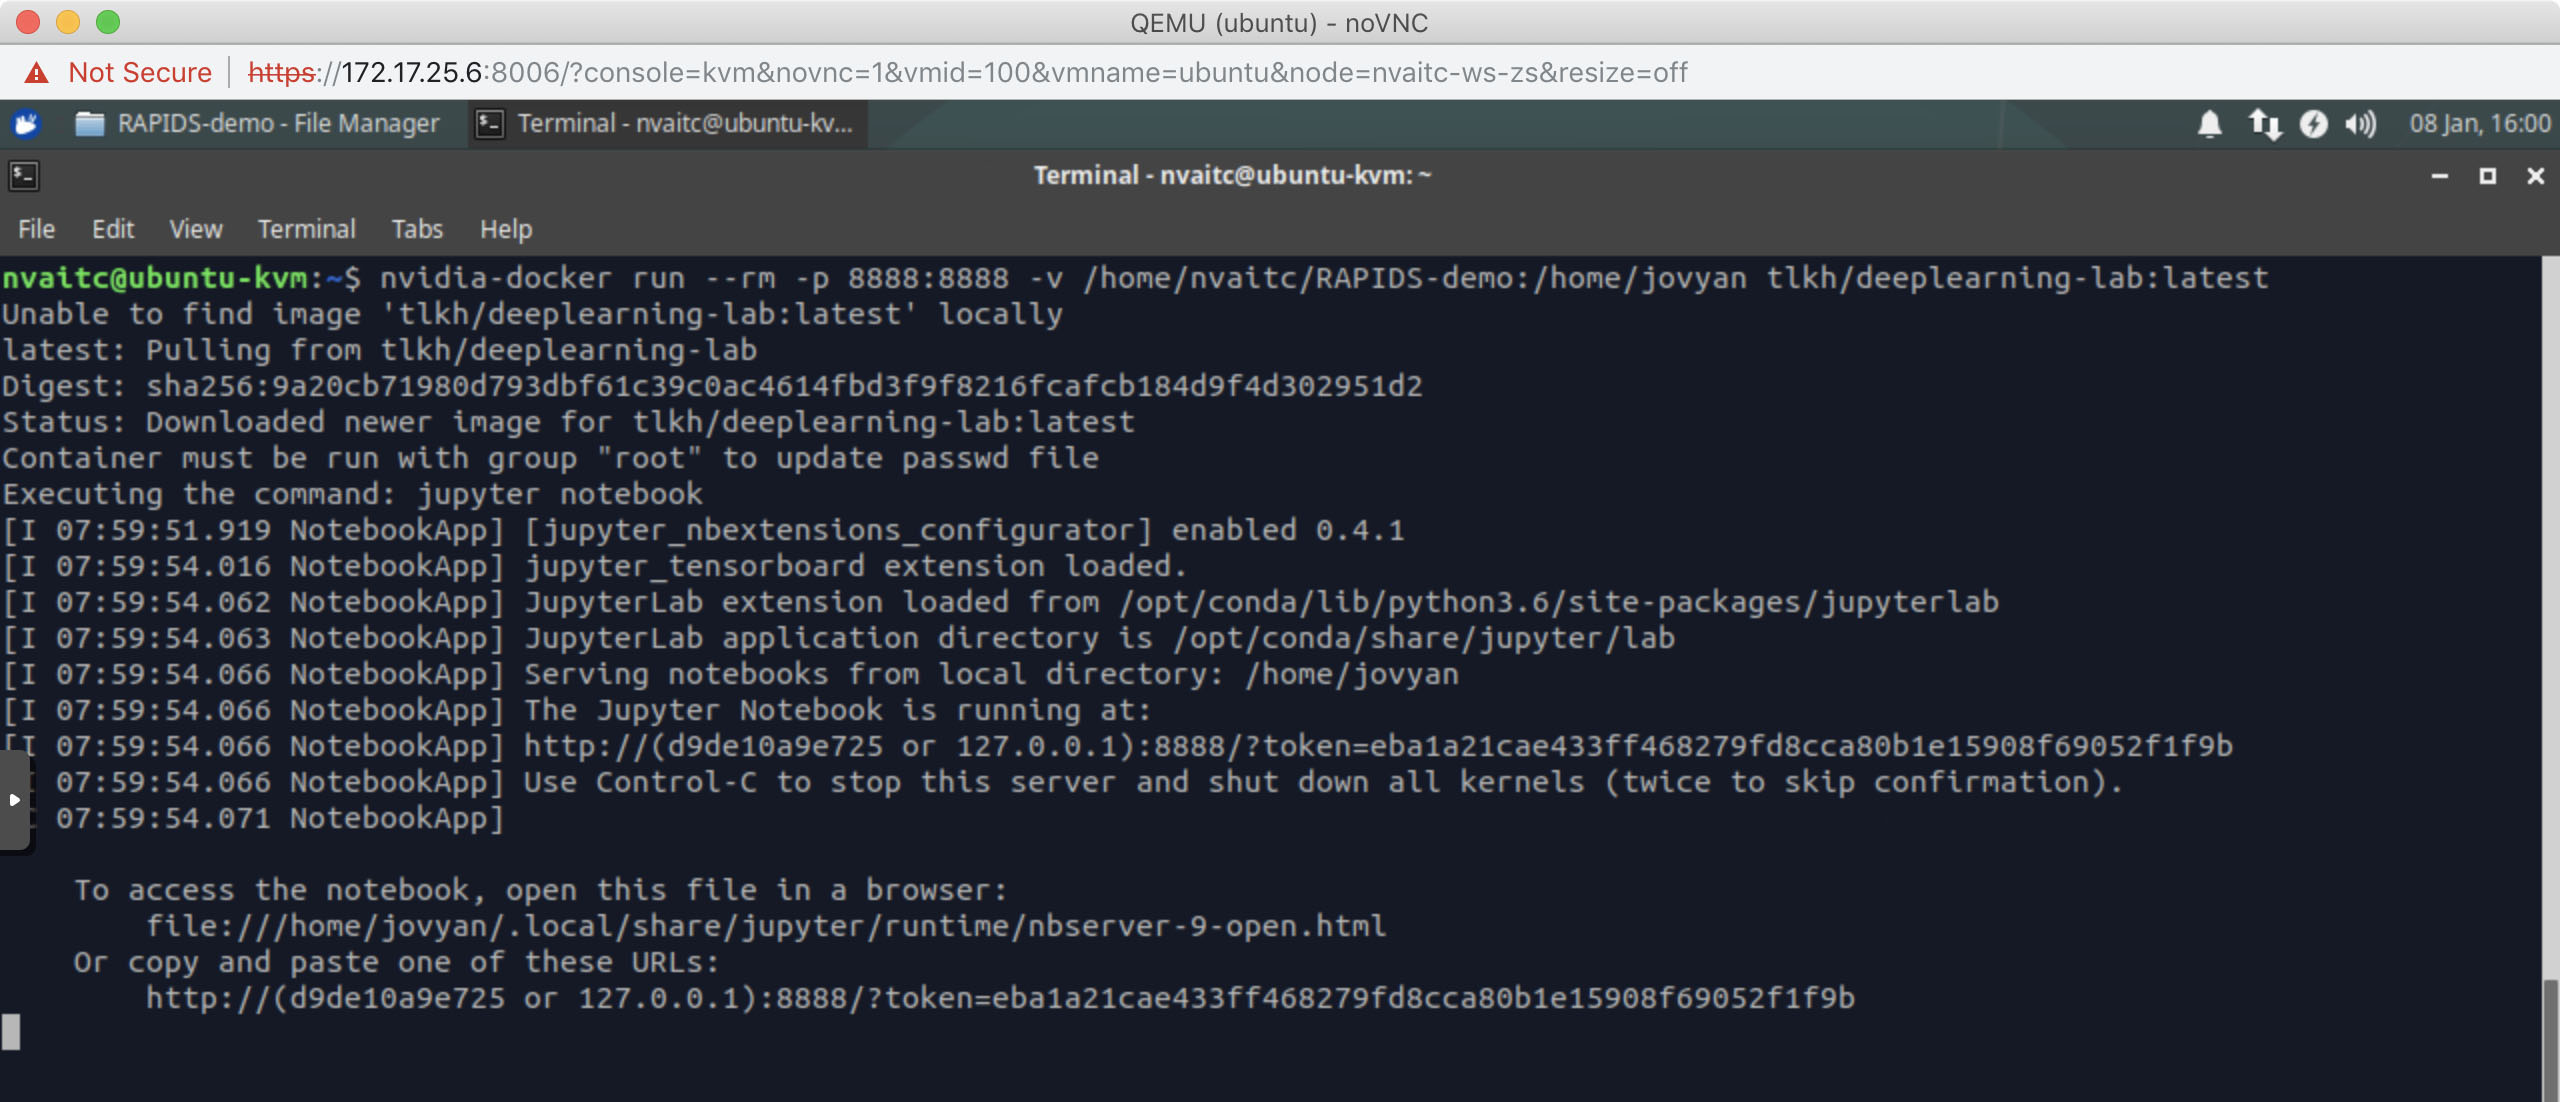 QEMU (ubuntu) - noVNC
Not Secure https://172.17.25.6:8006/?console=kvm&novnc=1&vmid=100&vmname=ubuntu&node=nvaitc-ws-zs&resize=off
RAPIDS-demo - File Manager Terminal - nvaitc@ubuntu-kv... 08 Jan, 16:00
Terminal - nvaitc@ubuntu-kvm: ~
File Edit View Terminal Tabs Help
nvaitc@ubuntu-kvm:~$ nvidia-docker run --rm -p 8888:8888 -v /home/nvaitc/RAPIDS-demo:/home/jovyan tlkh/deeplearning-lab:latest
Unable to find image 'tlkh/deeplearning-lab:latest' locally
latest: Pulling from tlkh/deeplearning-lab
Digest: sha256:9a20cb71980d793dbf61c39c0ac4614fbd3f9f8216fcafcb184d9f4d302951d2
Status: Downloaded newer image for tlkh/deeplearning-lab:latest
Container must be run with group "root" to update passwd file
Executing the command: jupyter notebook
[I 07:59:51.919 NotebookApp] [jupyter_nbextensions_configurator] enabled 0.4.1
[I 07:59:54.016 NotebookApp] jupyter_tensorboard extension loaded.
[I 07:59:54.062 NotebookApp] JupyterLab extension loaded from /opt/conda/lib/python3.6/site-packages/jupyterlab
[I 07:59:54.063 NotebookApp] JupyterLab application directory is /opt/conda/share/jupyter/lab
[I 07:59:54.066 NotebookApp] Serving notebooks from local directory: /home/jovyan
[I 07:59:54.066 NotebookApp] The Jupyter Notebook is running at:
[I 07:59:54.066 NotebookApp] http://(d9de10a9e725 or 127.0.0.1):8888/?token=eba1a21cae433ff468279fd8cca80b1e15908f69052f1f9b
07:59:54.066 NotebookApp] Use Control-C to stop this server and shut down all kernels (twice to skip confirmation).
07:59:54.071 NotebookApp]
To access the notebook, open this file in a browser:
file:///home/jovyan/.local/share/jupyter/runtime/nbserver-9-open.html
Or copy and paste one of these URLs:
http://(d9de10a9e725 or 127.0.0.1):8888/?token=eba1a21cae433ff468279fd8cca80b1e15908f69052f1f9b